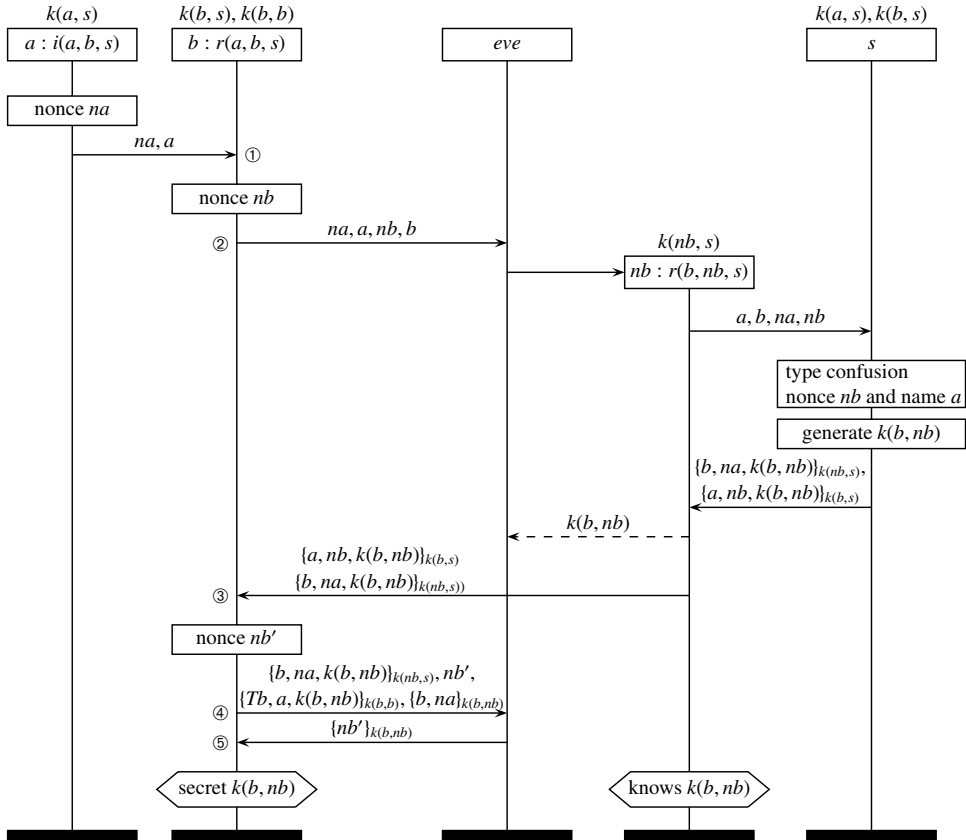 k(a, s)
k(b, s), k(b, b)
k(a, s), k(b, s)
a : i(a, b, s)
b : r(a, b, s)
eve
s
nonce na
na, a
①
nonce nb
②
na, a, nb, b
k(nb, s)
nb : r(b, nb, s)
a, b, na, nb
type confusion
nonce nb and name a
generate k(b, nb)
{b, na, k(b, nb)}k(nb,s),
{a, nb, k(b, nb)}k(b,s)
k(b, nb)
{a, nb, k(b, nb)}k(b,s)
{b, na, k(b, nb)}k(nb,s))
③
nonce nb′
{b, na, k(b, nb)}k(nb,s), nb′,
{Tb, a, k(b, nb)}k(b,b), {b, na}k(b,nb)
④
{nb′}k(b,nb)
⑤
secret k(b, nb)
knows k(b, nb)